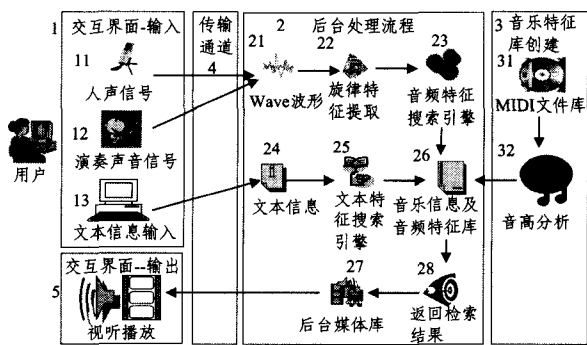 1
交互界面-输入
11
人声信号
12
演奏声音信号
13
文本信息输入
用户
5
交互界面--输出
视听播放
传输
通道
4
2
后台处理流程
21
Wave波形
22
旋律特
征提取
23
音频特征
搜索引擎
24
文本信息
25
文本特
征搜索
引擎
26
音乐信息及
音频特征库
27
后台媒体库
28
返回检索
结果
3
音乐特征
库创建
31
MIDI文件库
32
音高分析